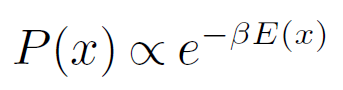 P(x) ∝ e^{-βE(x)}